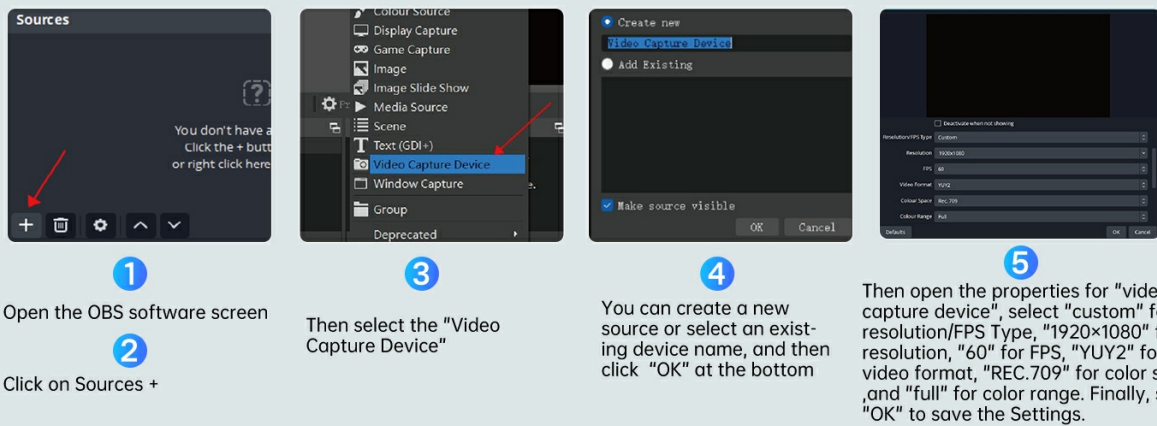 Sources
You don't have a
Click the + butt
or right click here
1
Open the OBS software screen
2
Click on Sources +
Colour Source
Display Capture
Game Capture
Image
Image Slide Show
Media Source
Scene
Text (GDI+)
Video Capture Device
Window Capture
Group
Deprecated
3
Then select the "Video
Capture Device"
Create new
Video Capture Device
Add Existing
Make source visible
OK Cancel
4
You can create a new
source or select an exist-
ing device name, and then
click "OK" at the bottom
Deactivate when not showing
Resolution/FPS Type Custom
Resolution 1920x1080
FPS 60
Video Format YUY2
Colour Space Rec. 709
Colour Range Full
Defaults OK Cancel
5
Then open the properties for "vide
capture device", select "custom" f
resolution/FPS Type, "1920×1080"
resolution, "60" for FPS, "YUY2" fo
video format, "REC.709" for color s
,and "full" for color range. Finally, s
"OK" to save the Settings.